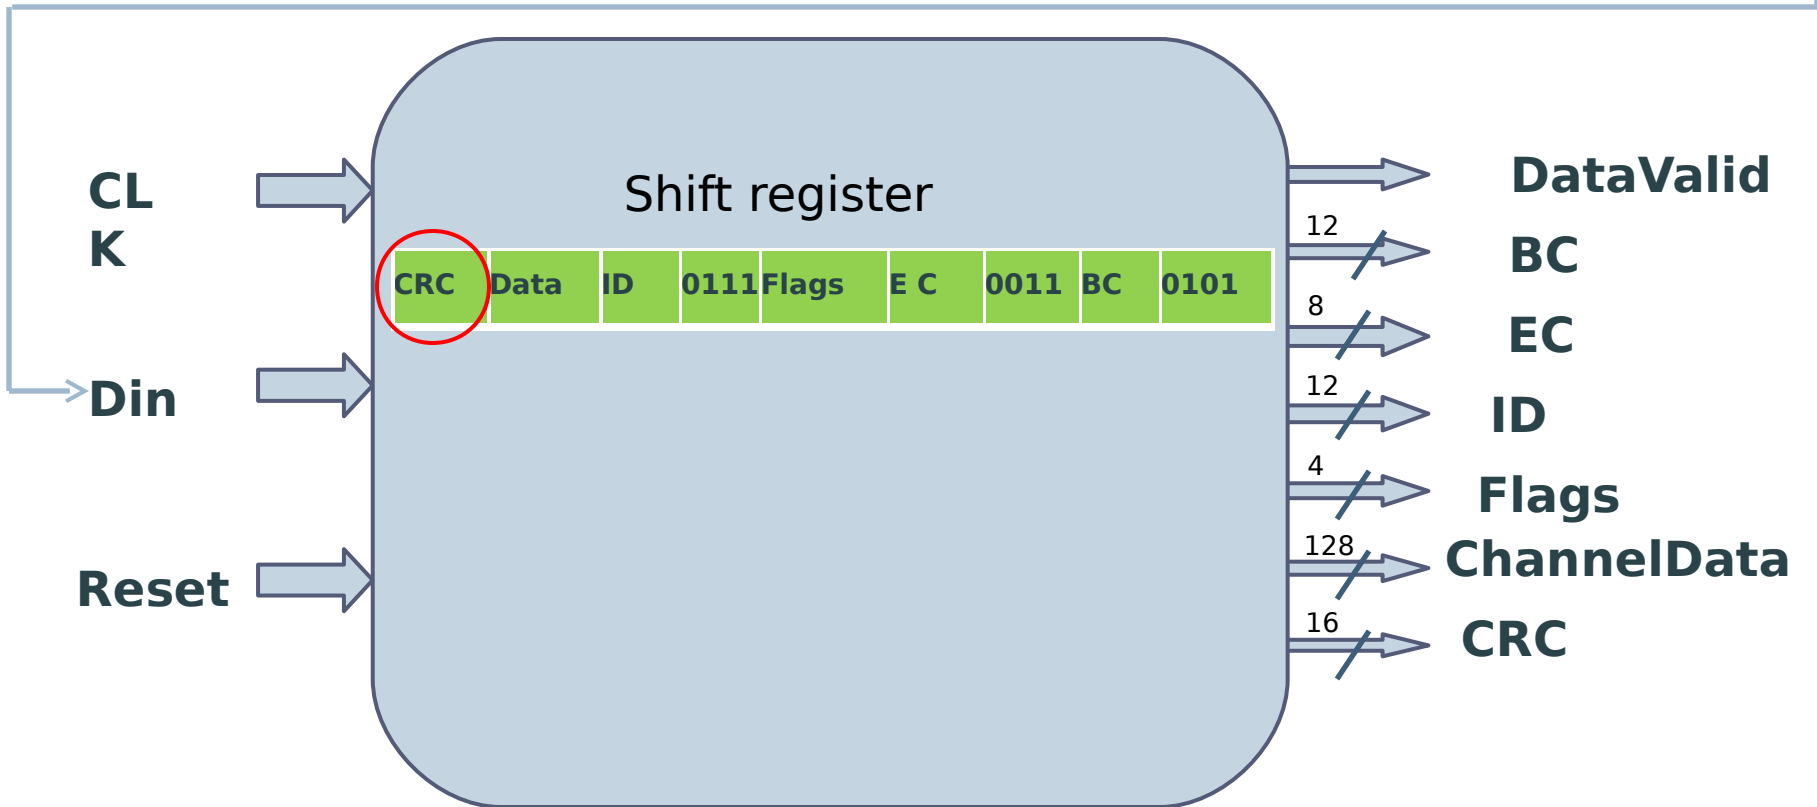 CL
K
Din
Reset
Shift register
CRC Data ID 0111 Flags E C 0011 BC 0101
DataValid
12
BC
8
EC
12
ID
4
Flags
128
ChannelData
16
CRC